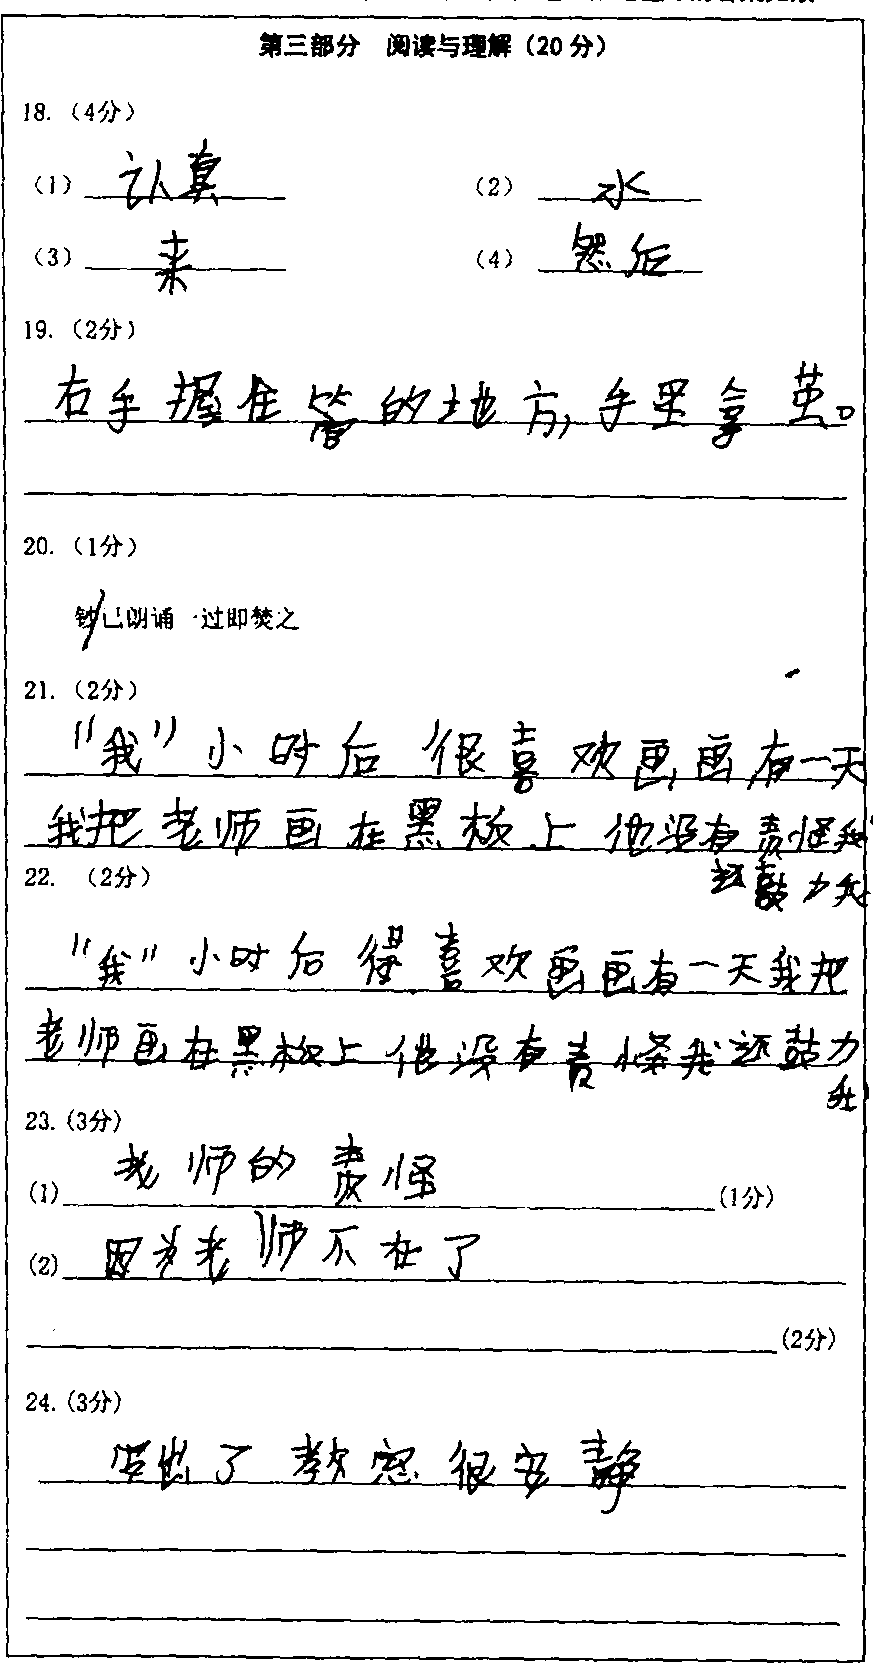 第三部分 阅读与理解（20分）
18.（4分）
（1） 认真 （2） 水
（3） 来 （4） 然后
19.（2分）
右手握住管的地方,手里拿茧。
20.（1分）
钞已朗诵一过即焚之
21.（2分）
“我”小时后很喜欢画画有一天
我把老师画在黑板上他没有责怪我
还鼓力我
22. （2分）
“我”小时后很喜欢画画有一天我把
老师画在黑板上他没有责怪我还鼓力
我
23.(3分)
(1) 老师的责怪 (1分)
(2) 因为老师不在了
(2分)
24.(3分)
写出了教室很安静